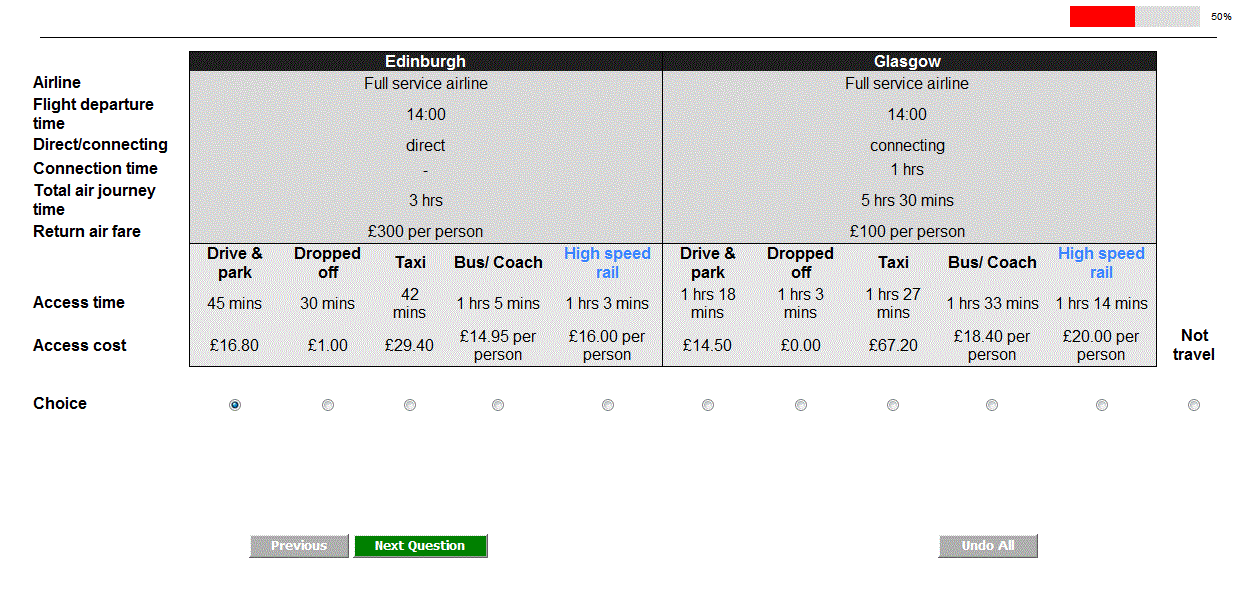 50%
Edinburgh Glasgow
Airline Full service airline Full service airline
Flight departure
time 14:00 14:00
Direct/connecting direct connecting
Connection time - 1 hrs
Total air journey
time 3 hrs 5 hrs 30 mins
Return air fare £300 per person £100 per person
Drive & Dropped Taxi Bus/ Coach High speed Drive & Dropped Taxi Bus/ Coach High speed
park off rail park off rail
Access time 45 mins 30 mins 42 1 hrs 5 mins 1 hrs 3 mins 1 hrs 18 1 hrs 3 1 hrs 27 1 hrs 33 mins 1 hrs 14 mins
mins mins mins mins
Access cost £16.80 £1.00 £29.40 £14.95 per £16.00 per £14.50 £0.00 £67.20 £18.40 per £20.00 per Not
person person person person travel
Choice
Previous Next Question Undo All